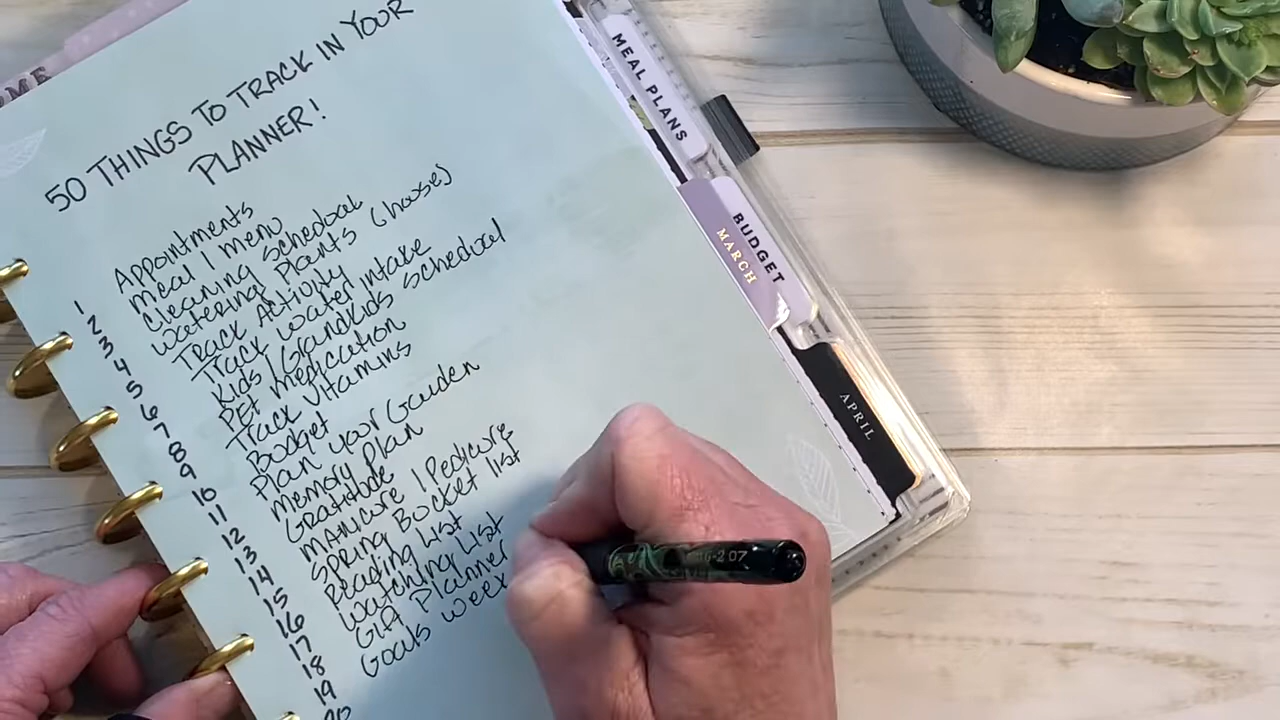 50 THINGS TO TRACK IN YOUR
PLANNER!
1 Appointments
2 Meal / menu
3 Cleaning schedual
4 Watering Plants (house)
5 Track Activity
6 Track water intake
7 Kids / Grandkids schedual
8 Pet medication
9 Track Vitamins
10 Budget
11 Plan your Garden
12 Memory Plan
13 Gratitude
14 Manicure / Pedicure
15 Spring Bucket list
16 Reading List
17 Watching List
18 Gift Planner
19 Goals week
20
MEAL PLANS
BUDGET
MARCH
APRIL